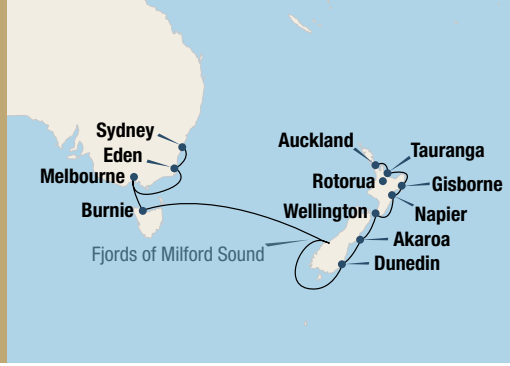 Sydney
Eden
Melbourne
Burnie
Fjords of Milford Sound
Auckland
Tauranga
Rotorua
Gisborne
Wellington
Napier
Akaroa
Dunedin